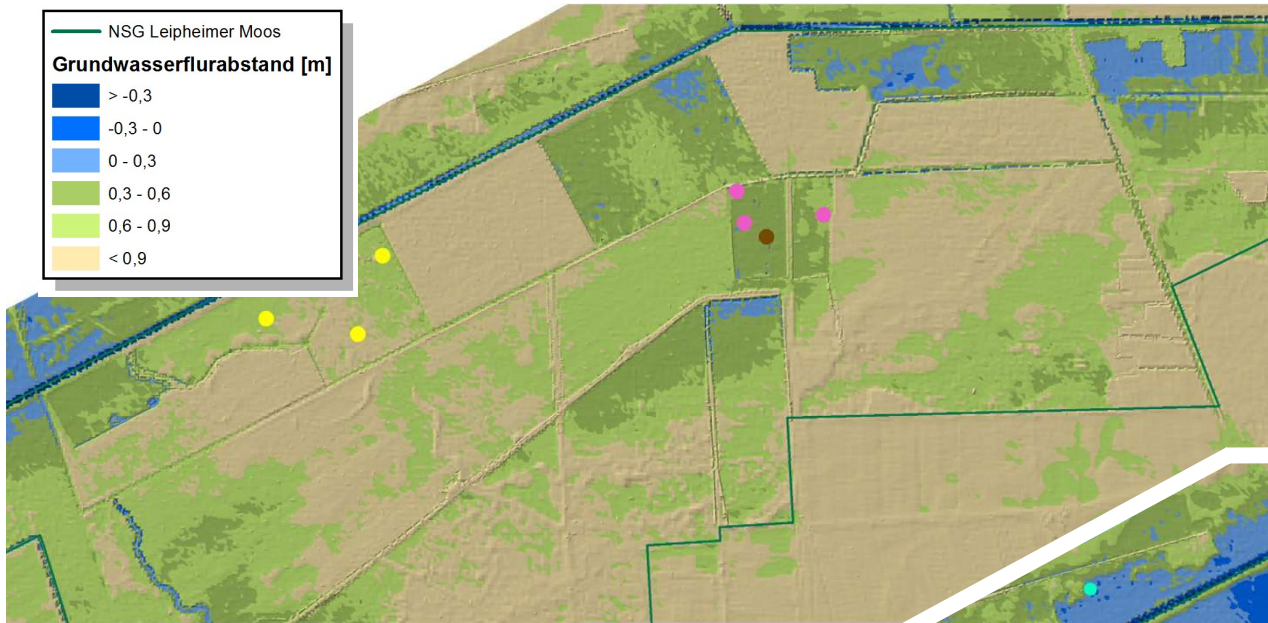 NSG Leipheimer Moos
Grundwasserflurabstand [m]
> -0,3
-0,3 - 0
0 - 0,3
0,3 - 0,6
0,6 - 0,9
< 0,9